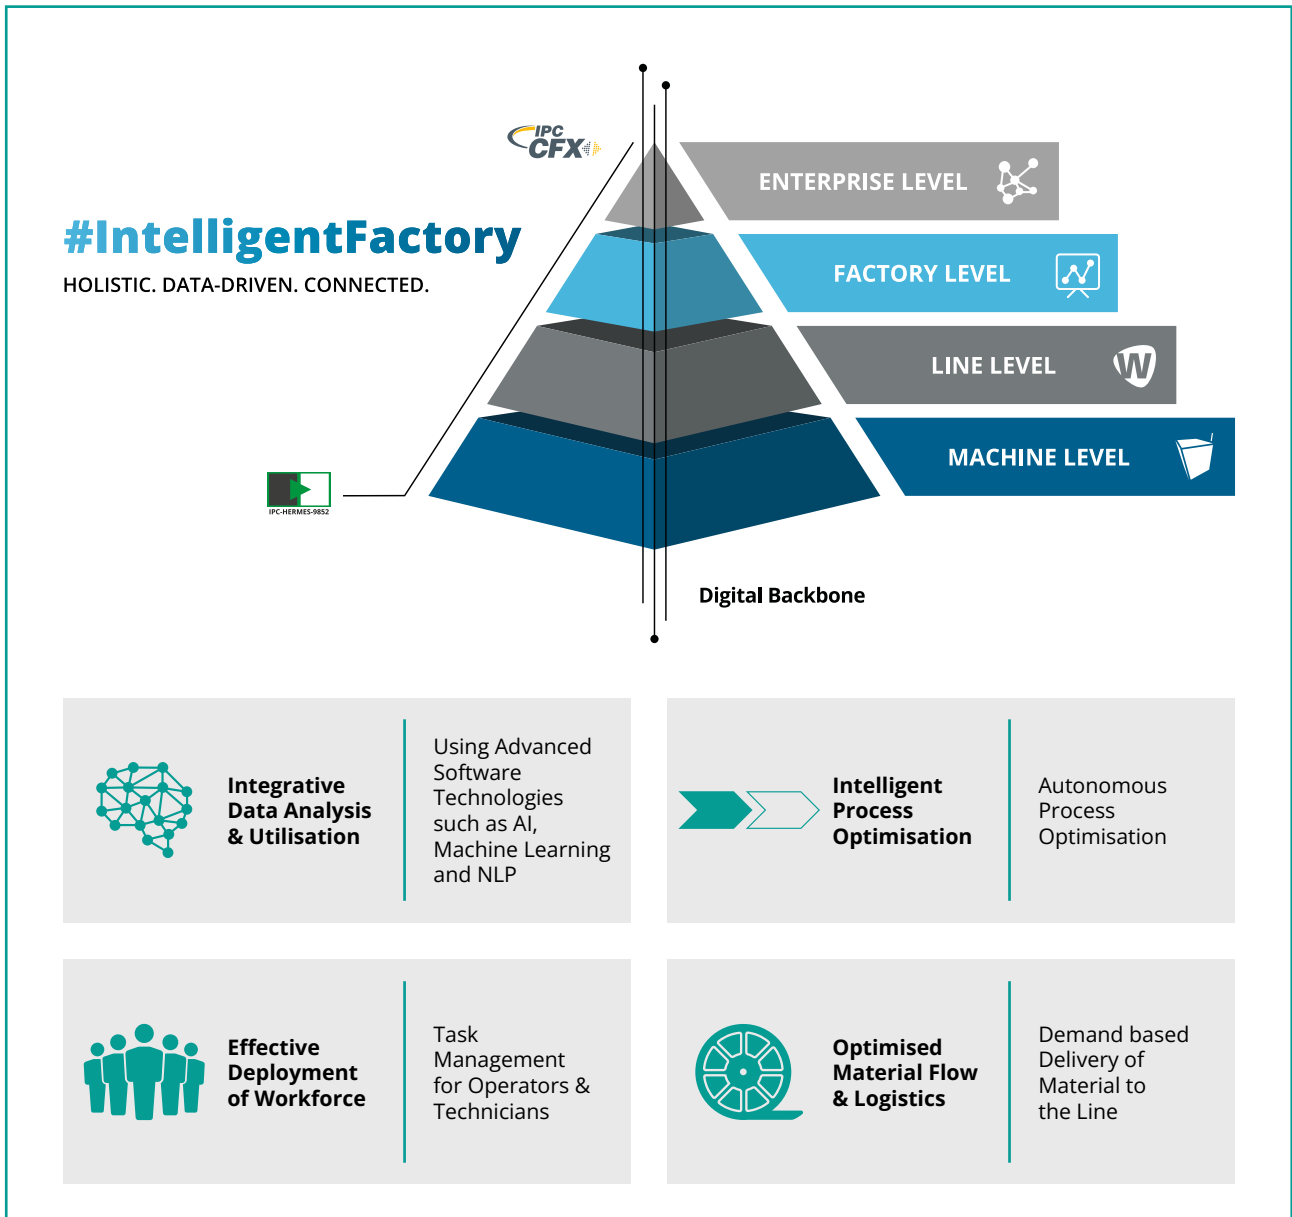 IPC
CFX
ENTERPRISE LEVEL
#IntelligentFactory
HOLISTIC. DATA-DRIVEN. CONNECTED.
FACTORY LEVEL
LINE LEVEL
W
MACHINE LEVEL
IPC-HERMES-9852
Digital Backbone
Integrative
Data Analysis
& Utilisation
Using Advanced
Software
Technologies
such as AI,
Machine Learning
and NLP
Intelligent
Process
Optimisation
Autonomous
Process
Optimisation
Effective
Deployment
of Workforce
Task
Management
for Operators &
Technicians
Optimised
Material Flow
& Logistics
Demand based
Delivery of
Material to
the Line